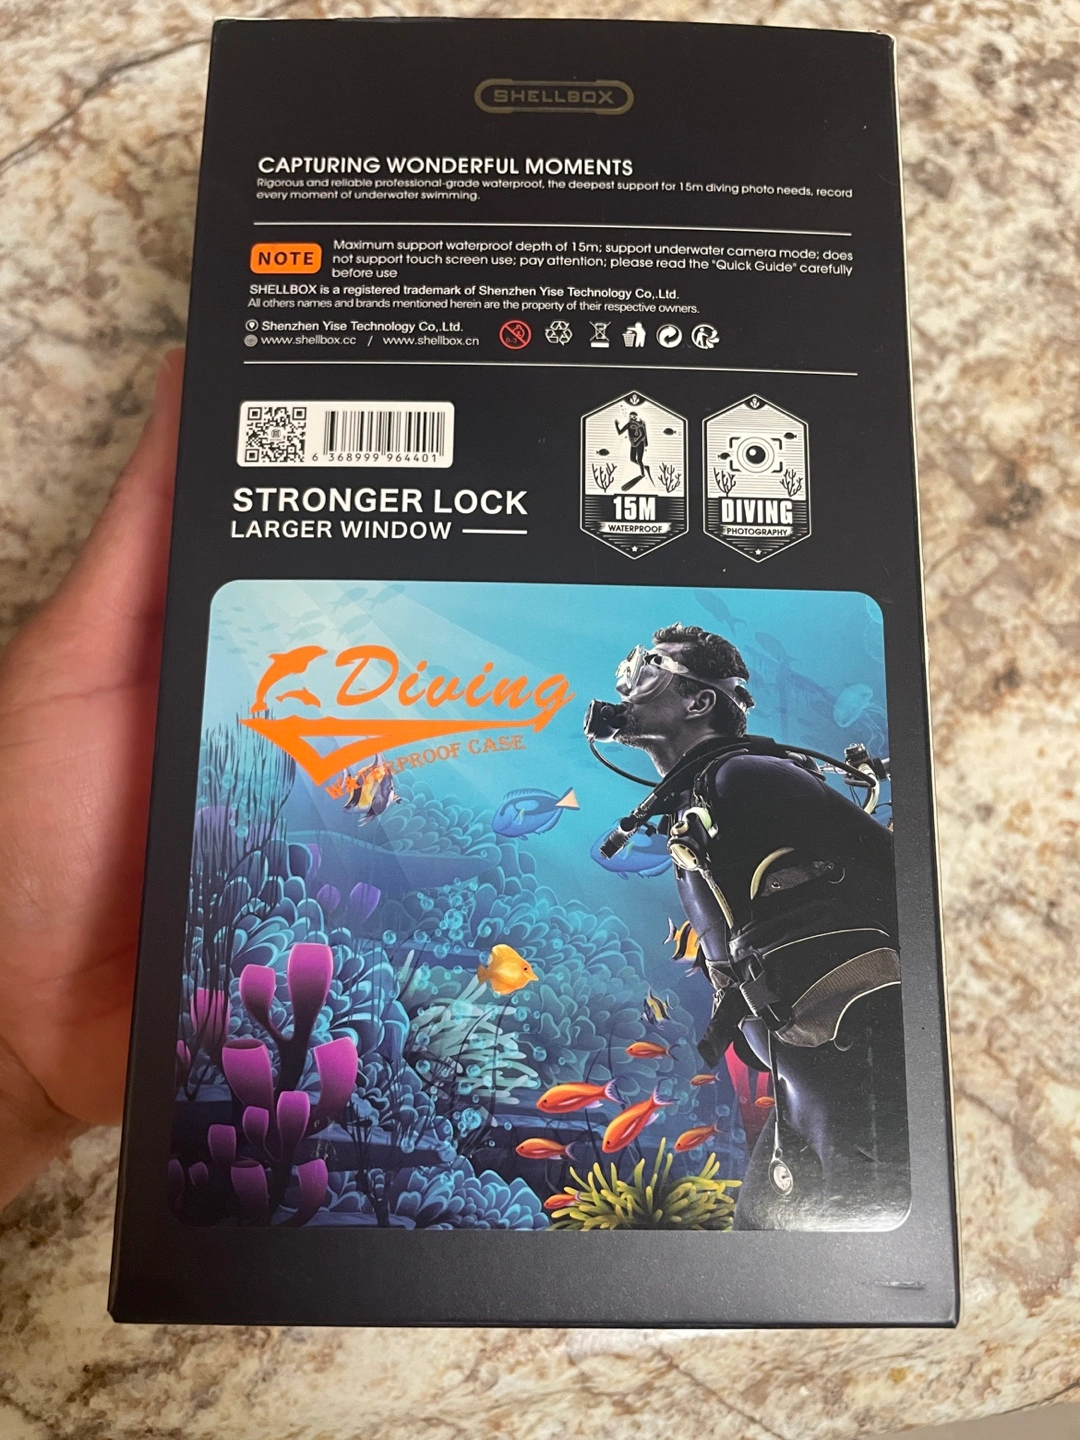 SHELLBOX
CAPTURING WONDERFUL MOMENTS
Rigorous and reliable professional-grade waterproof, the deepest support for 15m diving photo needs, record
every moment of underwater swimming.
NOTE
Maximum support waterproof depth of 15m; support underwater camera mode; does
not support touch screen use; pay attention; please read the "Quick Guide" carefully
before use
SHELLBOX is a registered trademark of Shenzhen Yise Technology Co,.Ltd.
All others names and brands mentioned herein are the property of their respective owners.
Shenzhen Yise Technology Co,.Ltd.
www.shellbox.cc / www.shellbox.cn
0-3
6 368999 964401
STRONGER LOCK
LARGER WINDOW
15M
WATERPROOF
DIVING
PHOTOGRAPHY
Diving
WATERPROOF CASE